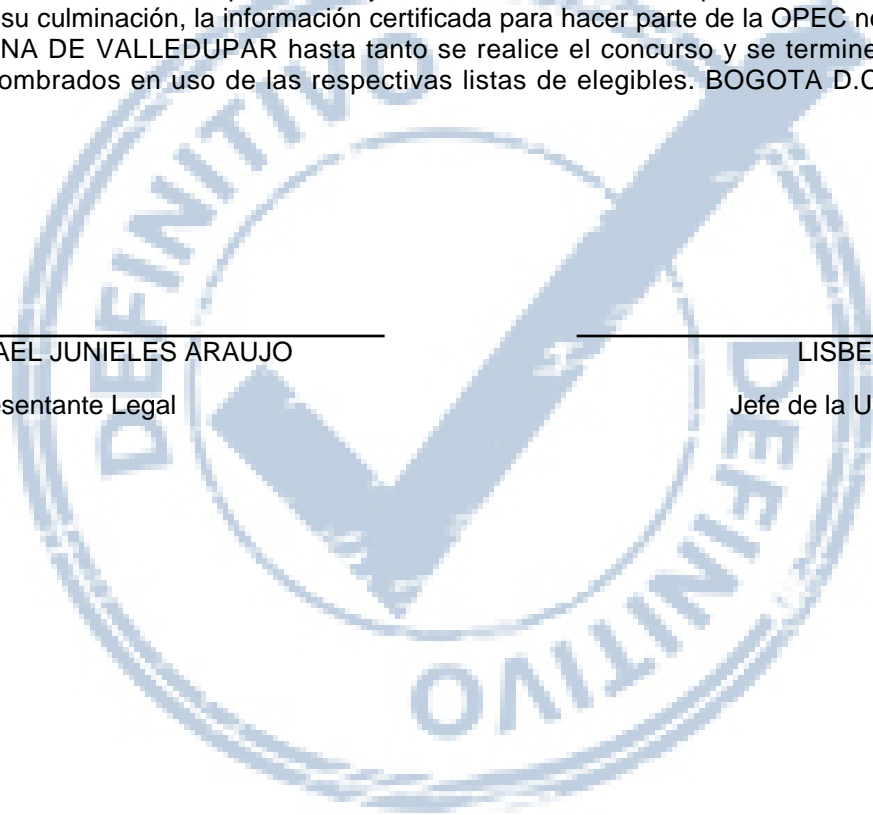 su culminación, la información certificada para hacer parte de la OPEC no
NA DE VALLEDUPAR hasta tanto se realice el concurso y se termine
ombrados en uso de las respectivas listas de elegibles. BOGOTA D.C
DEFINITIVO
AEL JUNIELES ARAUJO
LISBE
esentante Legal
Jefe de la U
DEFINITIVO